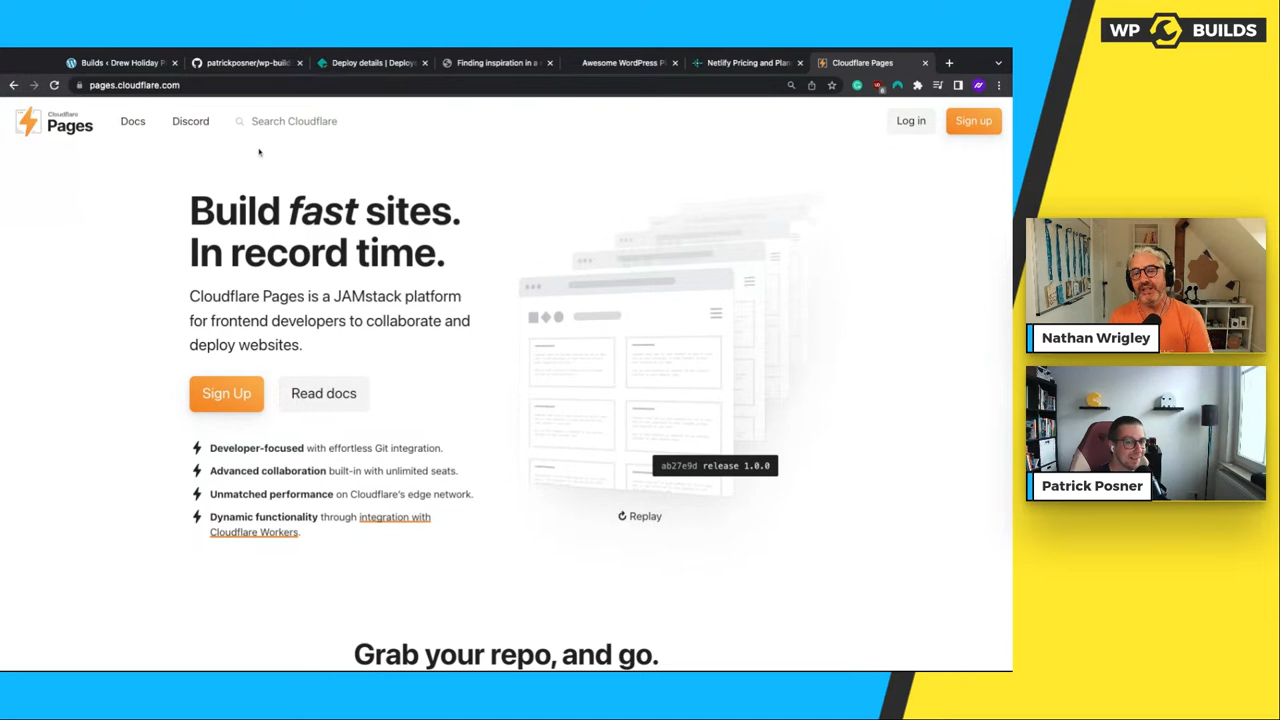 WP BUILDS
Builds < Drew Holiday P
patrickposner/wp-build
Deploy details | Deploys
Finding inspiration in a s
Awesome WordPress Pl
Netlify Pricing and Plan
Cloudflare Pages
pages.cloudflare.com
Cloudflare
Pages
Docs
Discord
Search Cloudflare
Log in
Sign up
Build fast sites.
In record time.
Cloudflare Pages is a JAMstack platform
for frontend developers to collaborate and
deploy websites.
Sign Up
Read docs
Developer-focused with effortless Git integration.
Advanced collaboration built-in with unlimited seats.
Unmatched performance on Cloudflare's edge network.
Dynamic functionality through integration with
Cloudflare Workers.
ab27e9d release 1.0.0
Replay
Grab your repo, and go.
Nathan Wrigley
Patrick Posner